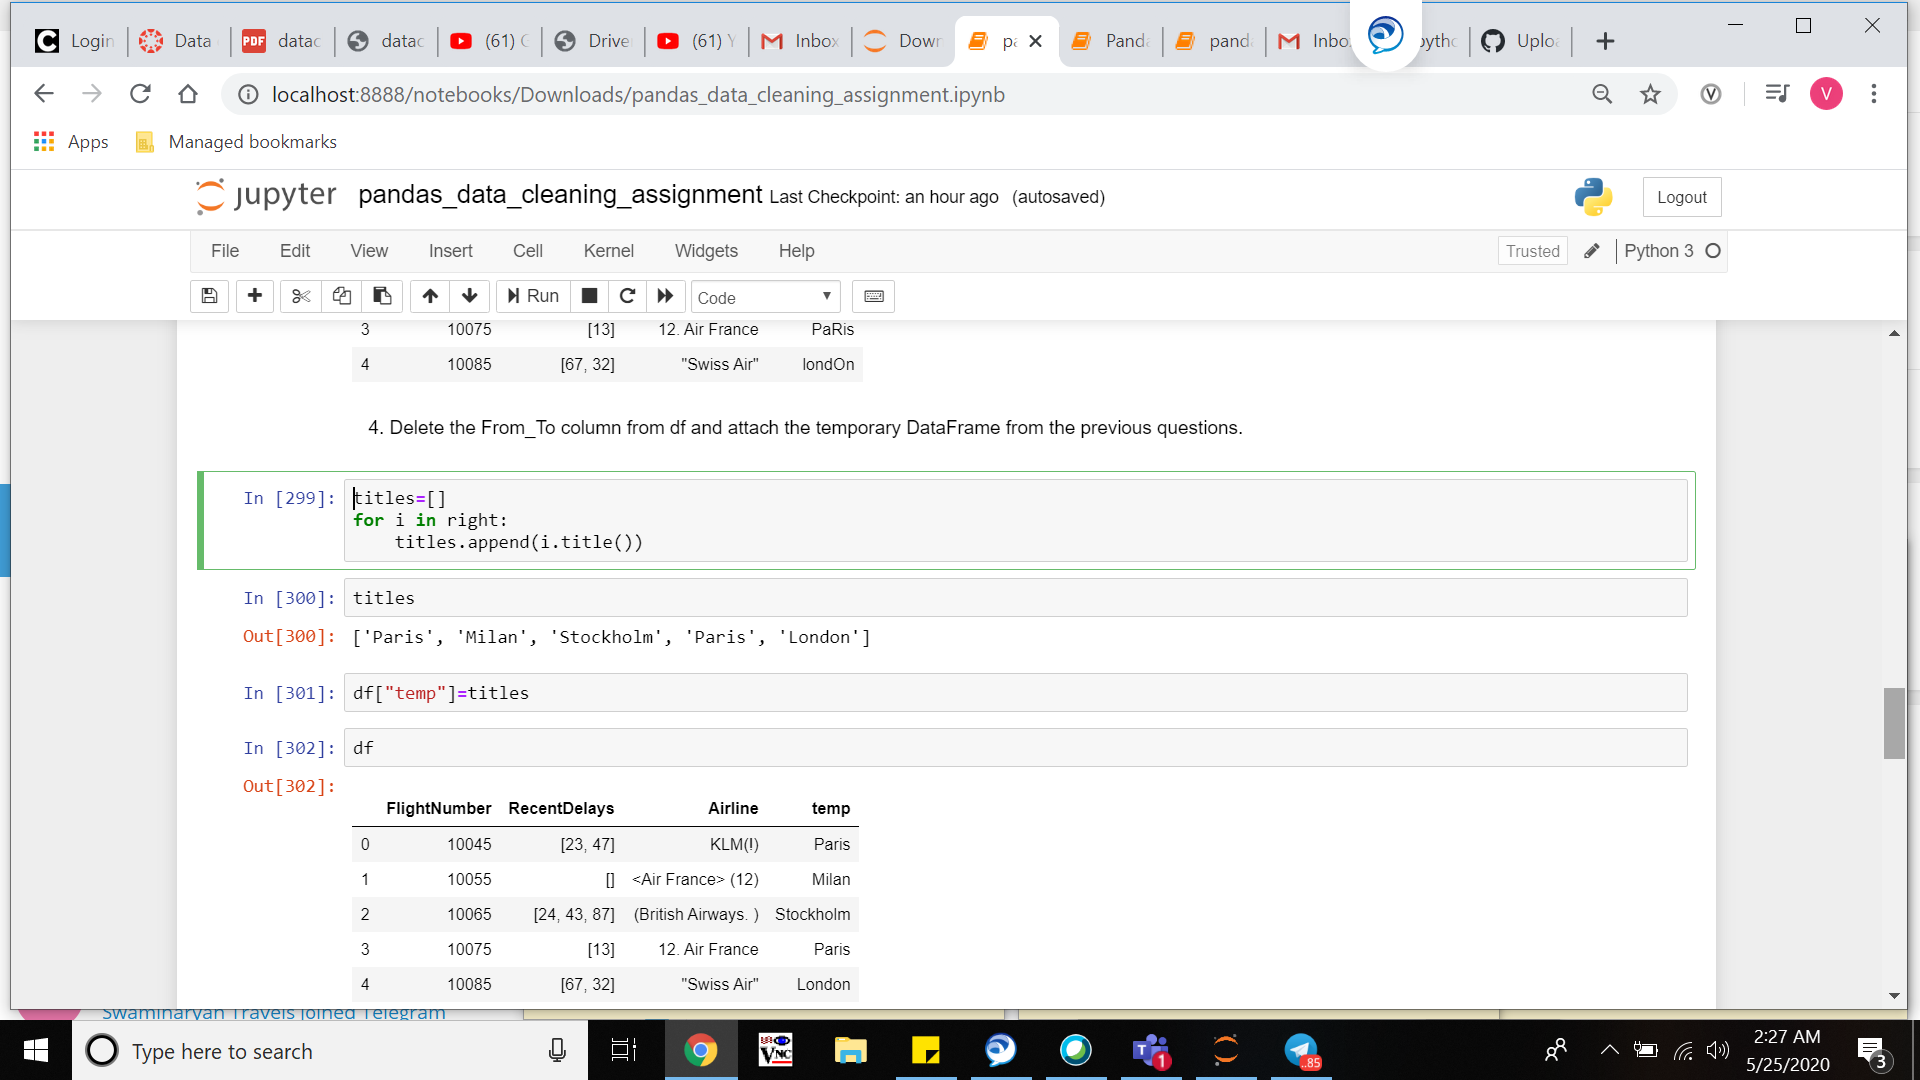 Login
Data
PDF datac
datac
(61) C
Drive
(61) Y
Inbox
Down
pa
Panda
panda
Inbo
pytho
Uploa
localhost:8888/notebooks/Downloads/pandas_data_cleaning_assignment.ipynb
V
Apps
Managed bookmarks
jupyter pandas_data_cleaning_assignment Last Checkpoint: an hour ago (autosaved)
Logout
File Edit View Insert Cell Kernel Widgets Help
Trusted
Python 3
Run
Code
3 10075 [13] 12. Air France PaRis
4 10085 [67, 32] "Swiss Air" londOn
4. Delete the From_To column from df and attach the temporary DataFrame from the previous questions.
In [299]: titles=[]
for i in right:
titles.append(i.title())
In [300]: titles
Out[300]: ['Paris', 'Milan', 'Stockholm', 'Paris', 'London']
In [301]: df["temp"]=titles
In [302]: df
Out[302]:
FlightNumber RecentDelays Airline temp
0 10045 [23, 47] KLM(!) Paris
1 10055 [] <Air France> (12) Milan
2 10065 [24, 43, 87] (British Airways. ) Stockholm
3 10075 [13] 12. Air France Paris
4 10085 [67, 32] "Swiss Air" London
Swaminaryan Travels joined Telegram
Type here to search
VNC
T 1
..85
2:27 AM
5/25/2020
3